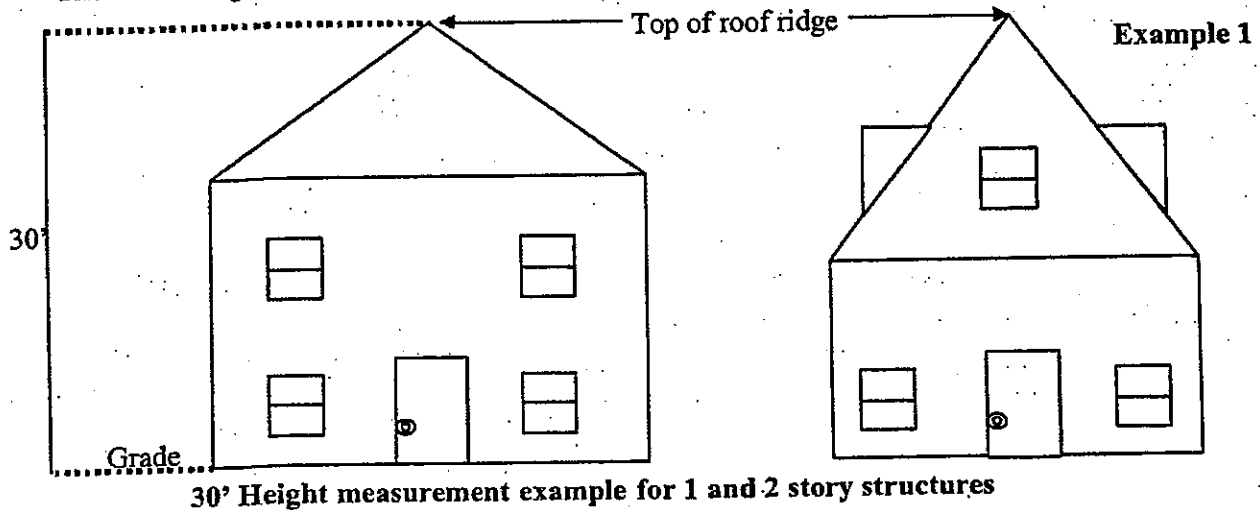 Top of roof ridge
Example 1
30'
Grade
30' Height measurement example for 1 and 2 story structures